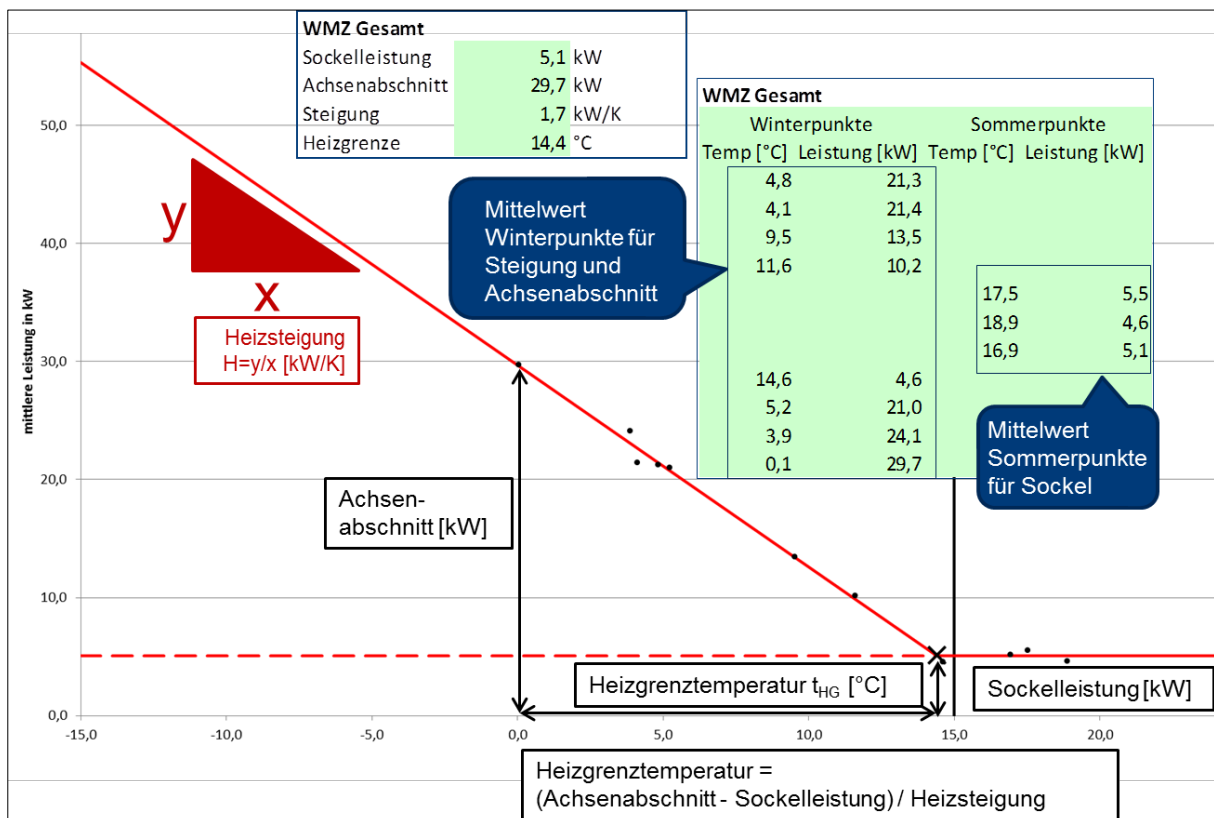 WMZ Gesamt
Sockelleistung 5,1 kW
Achsenabschnitt 29,7 kW
Steigung 1,7 kW/K
Heizgrenze 14,4 °C
WMZ Gesamt
Winterpunkte Sommerpunkte
Temp [°C] Leistung [kW] Temp [°C] Leistung [kW]
4,8 21,3
4,1 21,4
9,5 13,5
11,6 10,2
17,5 5,5
18,9 4,6
16,9 5,1
14,6 4,6
5,2 21,0
3,9 24,1
0,1 29,7
Mittelwert
Winterpunkte für
Steigung und
Achsenabschnitt
Mittelwert
Sommerpunkte
für Sockel
y
x
Heizsteigung
H=y/x [kW/K]
mittlere Leistung in kW
50,0
40,0
30,0
20,0
10,0
0,0
Achsen-
abschnitt [kW]
Heizgrenztemperatur tHG [°C]
Sockelleistung [kW]
-15,0 -10,0 -5,0 0,0 5,0 10,0 15,0 20,0
Heizgrenztemperatur =
(Achsenabschnitt - Sockelleistung) / Heizsteigung